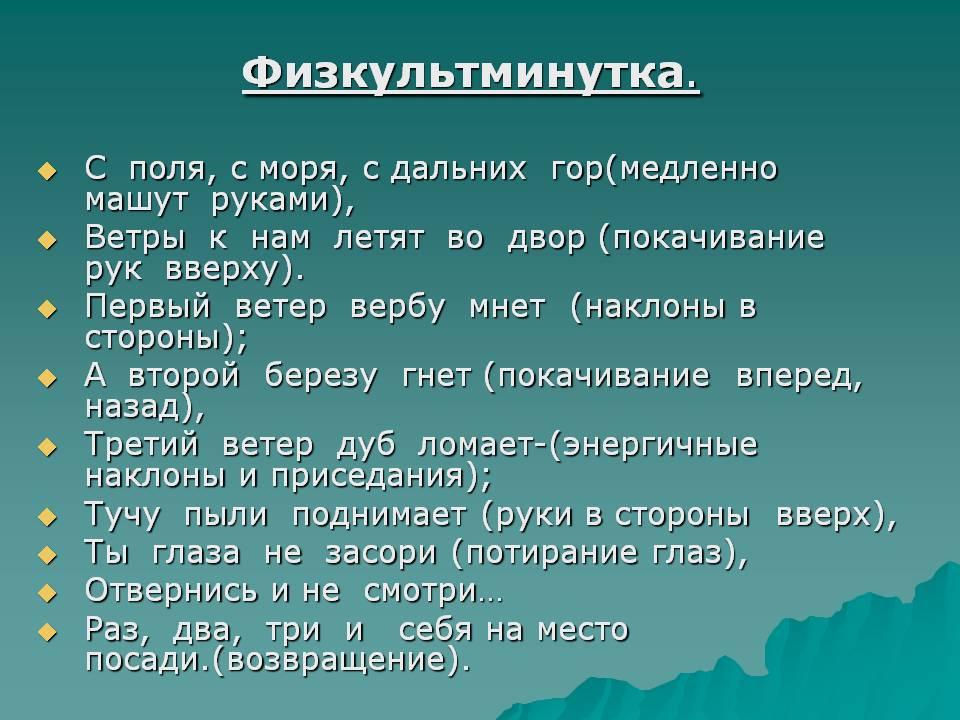 Физкультминутка.
С поля, с моря, с дальних гор(медленно
машут руками),
Ветры к нам летят во двор (покачивание
рук вверху).
Первый ветер вербу мнет (наклоны в
стороны);
А второй березу гнет (покачивание вперед,
назад),
Третий ветер дуб ломает-(энергичные
наклоны и приседания);
Тучу пыли поднимает (руки в стороны вверх),
Ты глаза не засори (потирание глаз),
Отвернись и не смотри…
Раз, два, три и себя на место
посади.(возвращение).